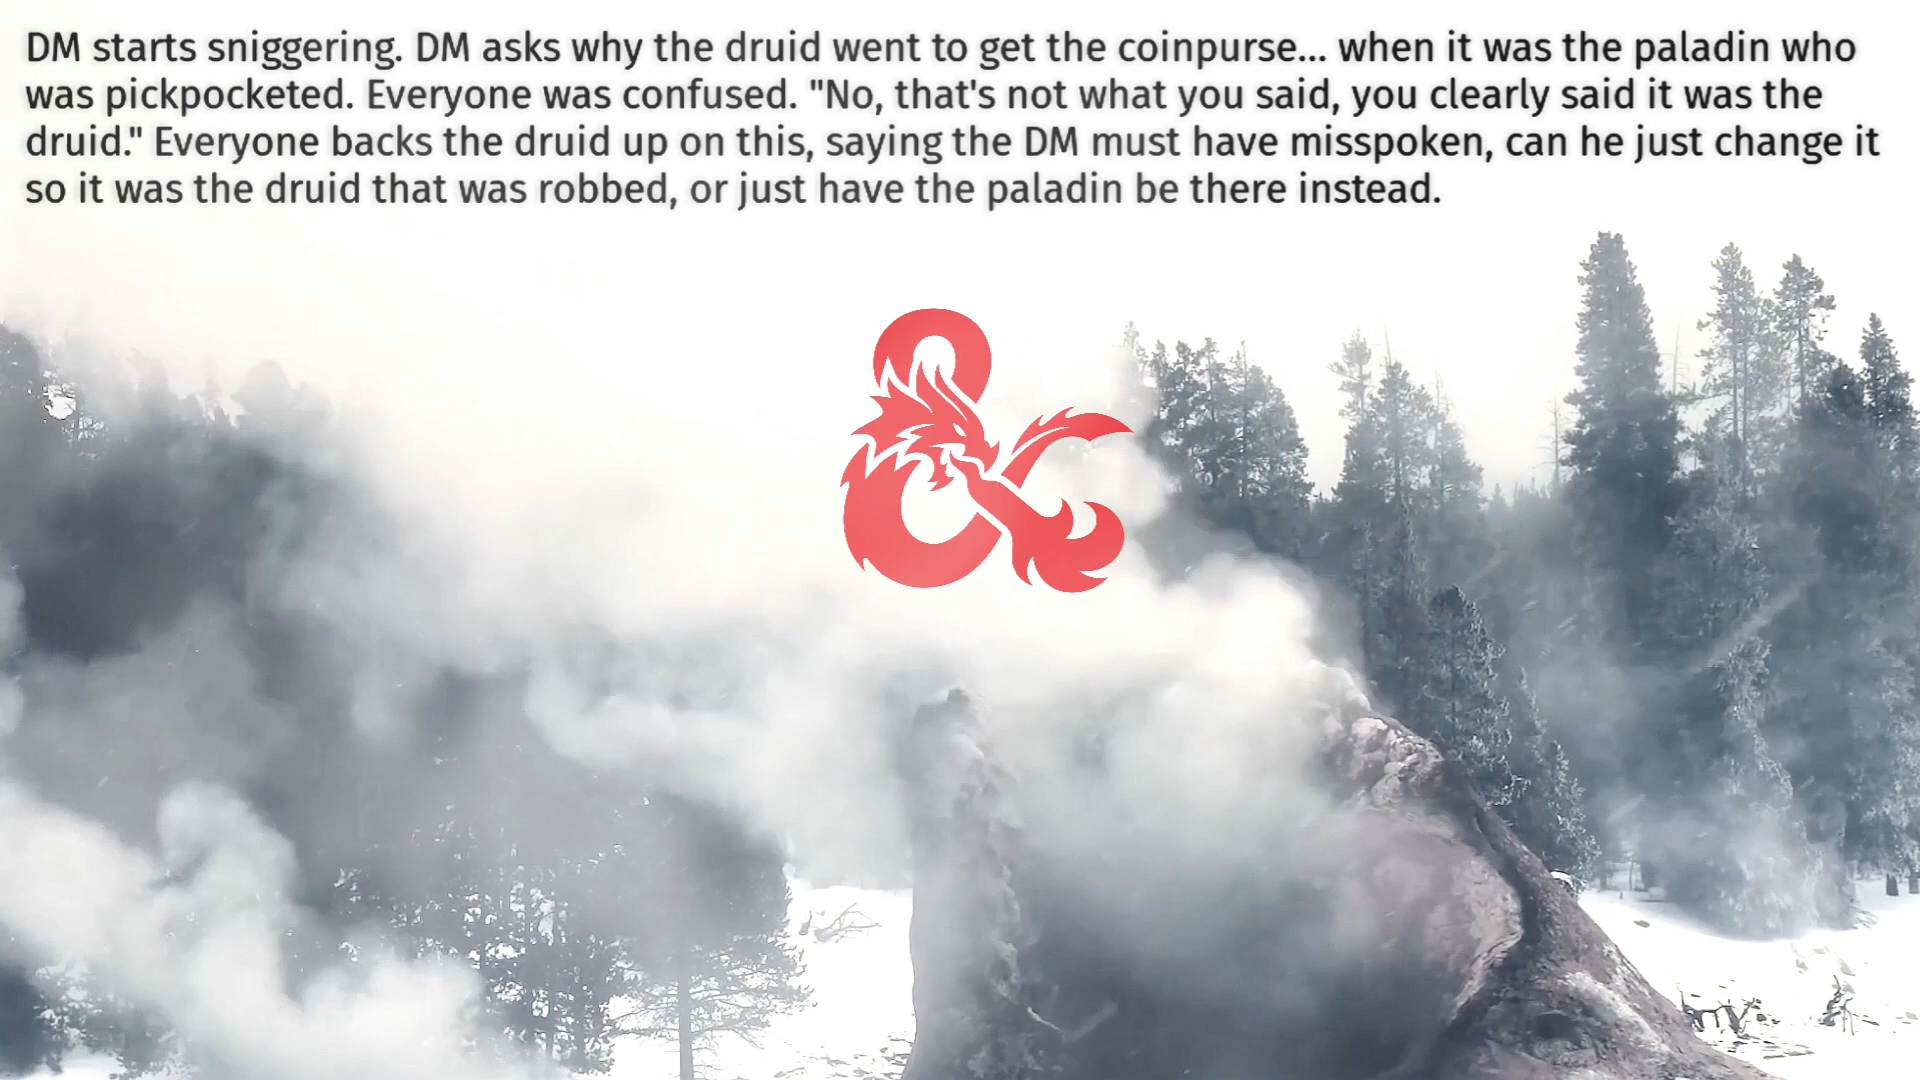 DM starts sniggering. DM asks why the druid went to get the coinpurse... when it was the paladin who
was pickpocketed. Everyone was confused. "No, that's not what you said, you clearly said it was the
druid." Everyone backs the druid up on this, saying the DM must have misspoken, can he just change it
so it was the druid that was robbed, or just have the paladin be there instead.